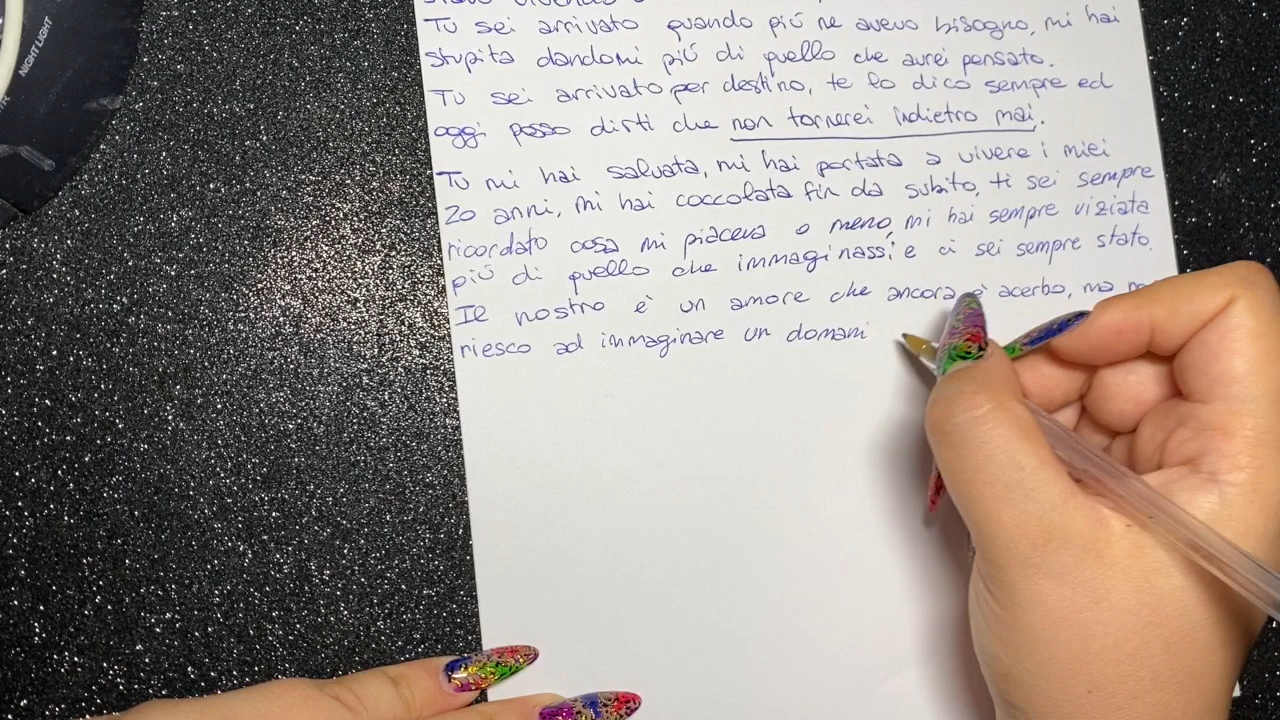 NIGHT LIGHT
Tu sei arrivato quando più ne avevo bisogno, mi hai
stupita dandomi più di quello che avrei pensato.
Tu sei arrivato per destino, te lo dico sempre ed
oggi posso dirti che non tornerei indietro mai.
Tu mi hai salvata, mi hai portata a vivere i miei
20 anni, mi hai coccolata fin da subito, ti sei sempre
ricordato cosa mi piaceva o meno, mi hai sempre viziata
più di quello che immaginassi e ci sei sempre stato.
Il nostro è un amore che ancora è acerbo, ma
riesco ad immaginare un domani